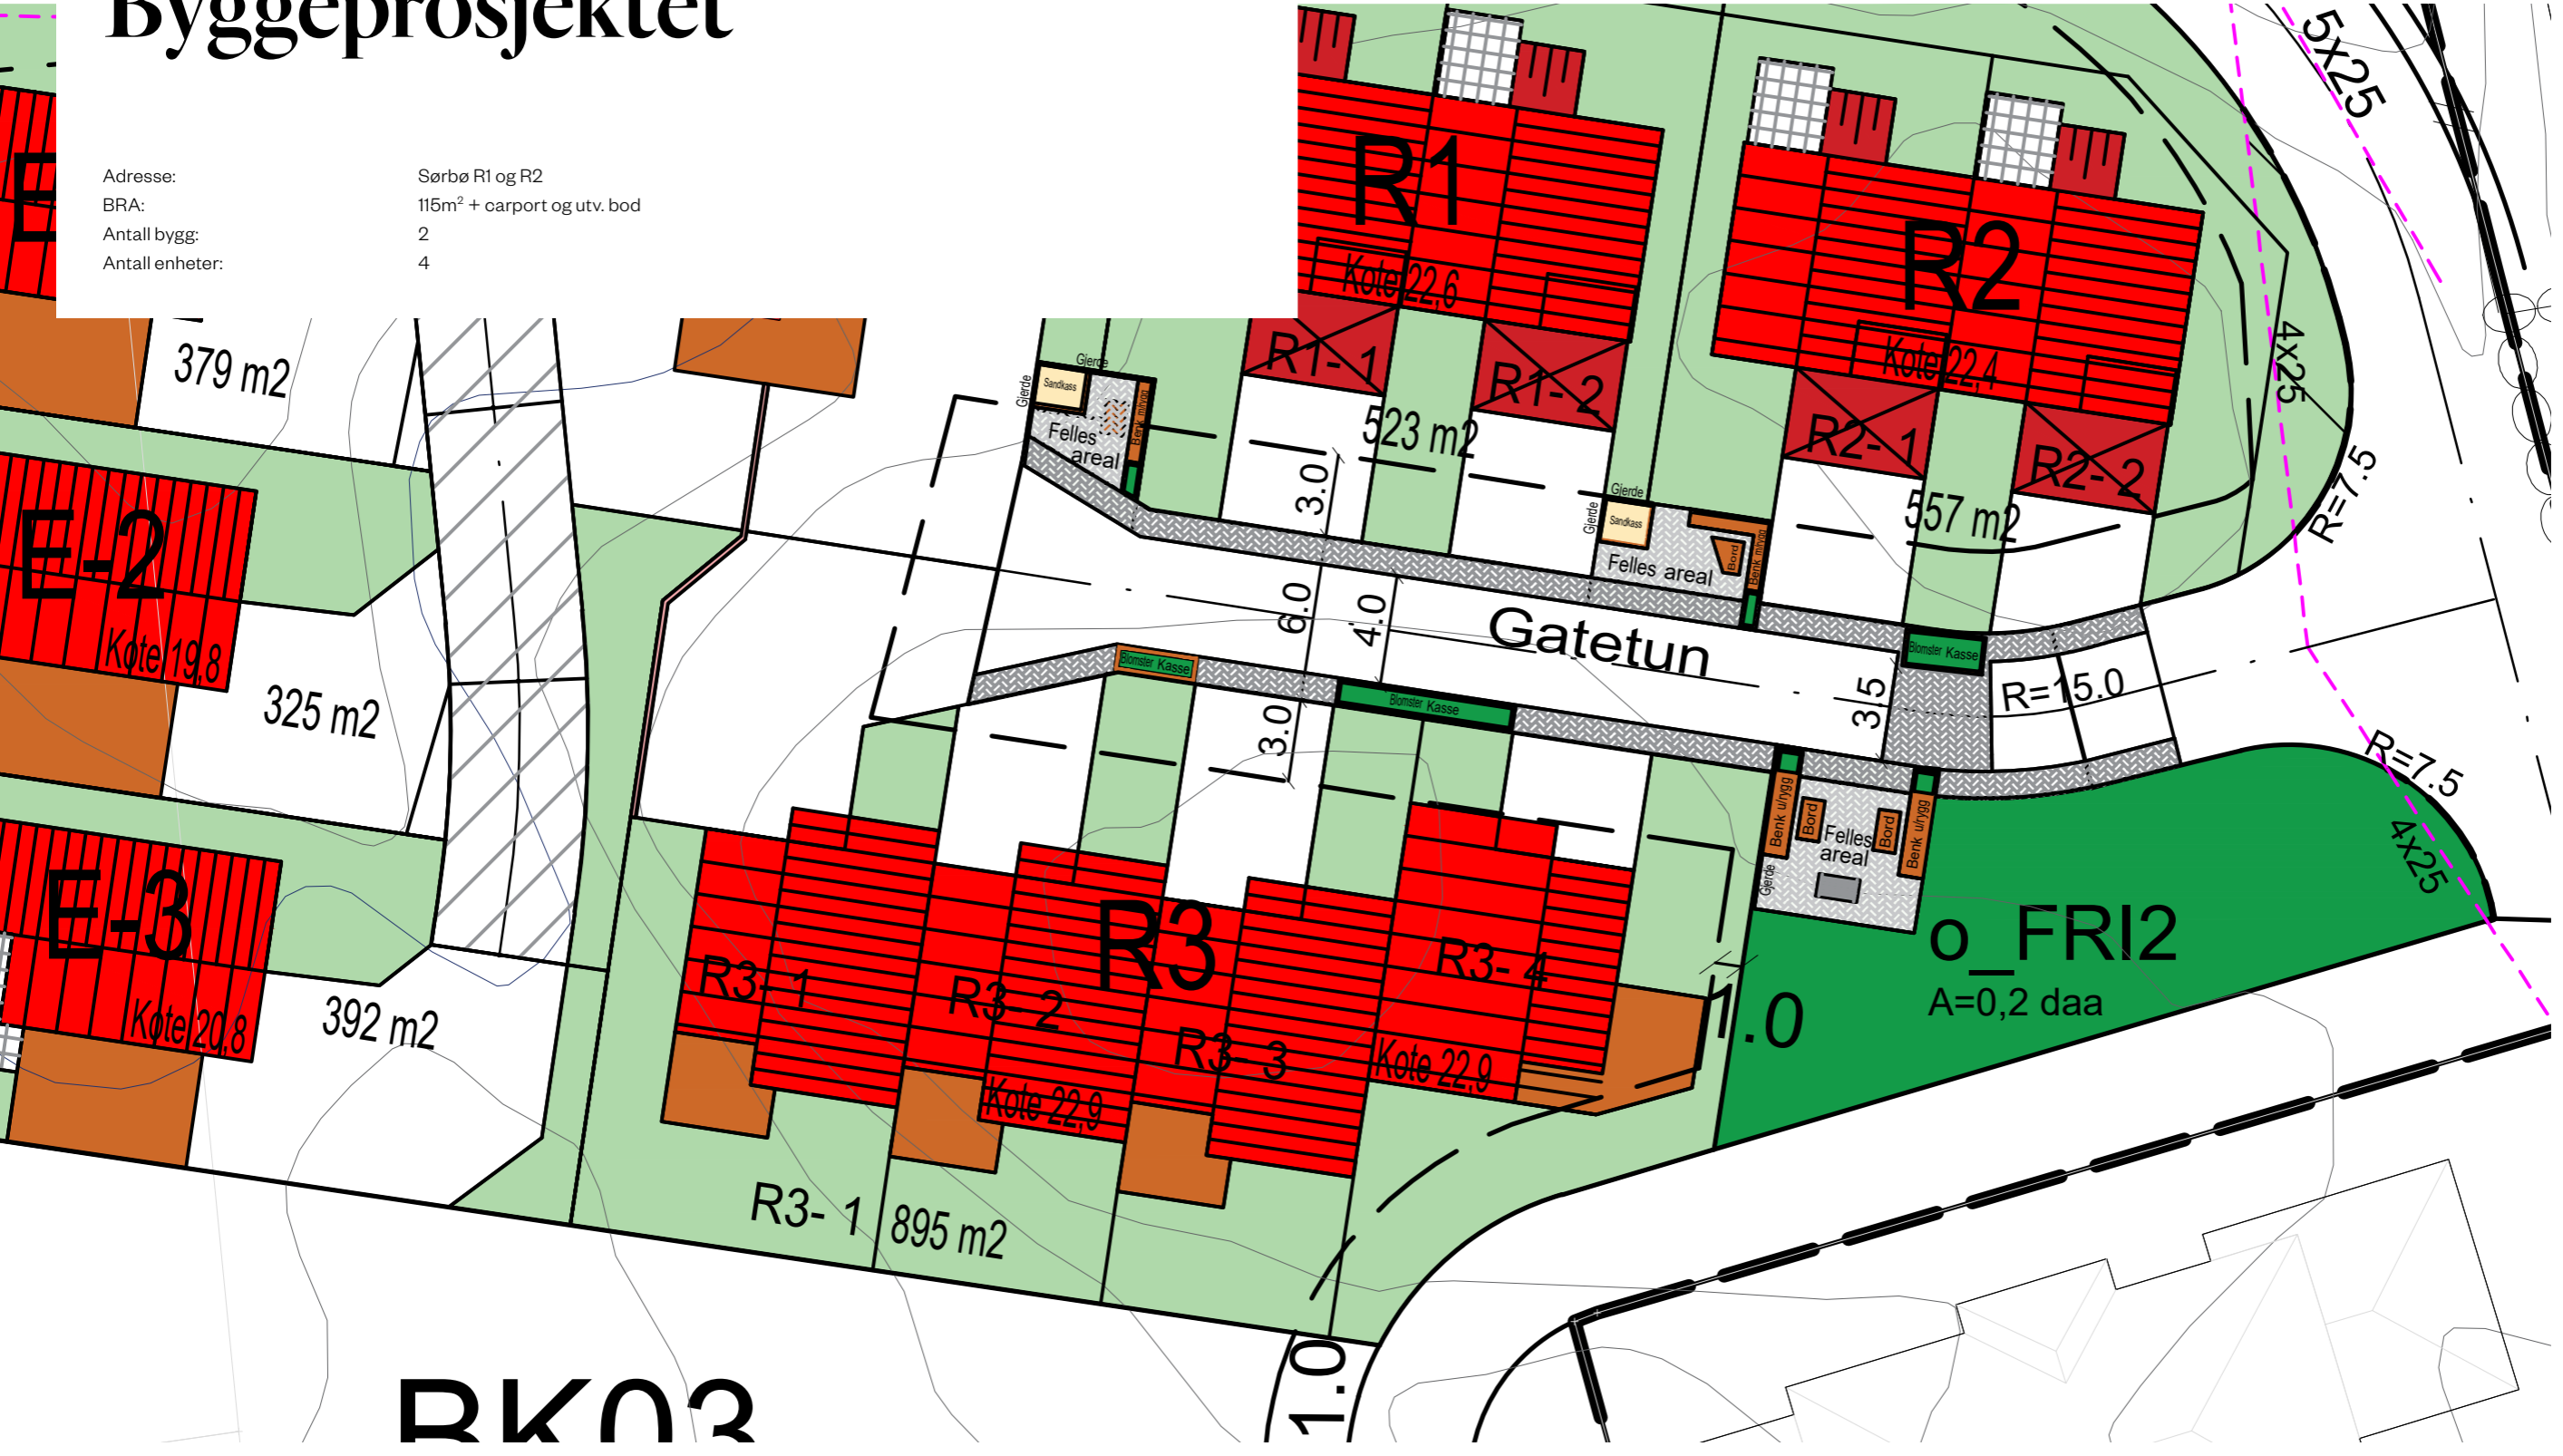 Byggeprosjektet
Adresse: Sørbø R1 og R2
BRA: 115m² + carport og utv. bod
Antall bygg: 2
Antall enheter: 4
5x25
R1
Kote 22,6
R2
Kote 22,4
4x25
R=7.5
R1-1
R1-2
523 m2
R2-1
R2-2
557 m2
379 m2
Gjerde
Gjerde
Sandkass
Benk m/rygg
Felles
areal
3.0
Gjerde
Gjerde
Sandkass
Bord
Benk m/rygg
Felles areal
E-2
Kote 19,8
325 m2
6.0
4.0
Gatetun
Blomster Kasse
Blomster Kasse
Blomster Kasse
3.0
3.5
R=15.0
R=7.5
4x25
Benk u/rygg
Bord
Felles
areal
Bord
Benk u/rygg
Gjerde
E-3
Kote 20,8
392 m2
R3
R3-1
R3-2
R3-3
R3-4
Kote 22,9
Kote 22,9
1.0
o_FRI2
A=0,2 daa
R3-1
895 m2
1.0
BK03